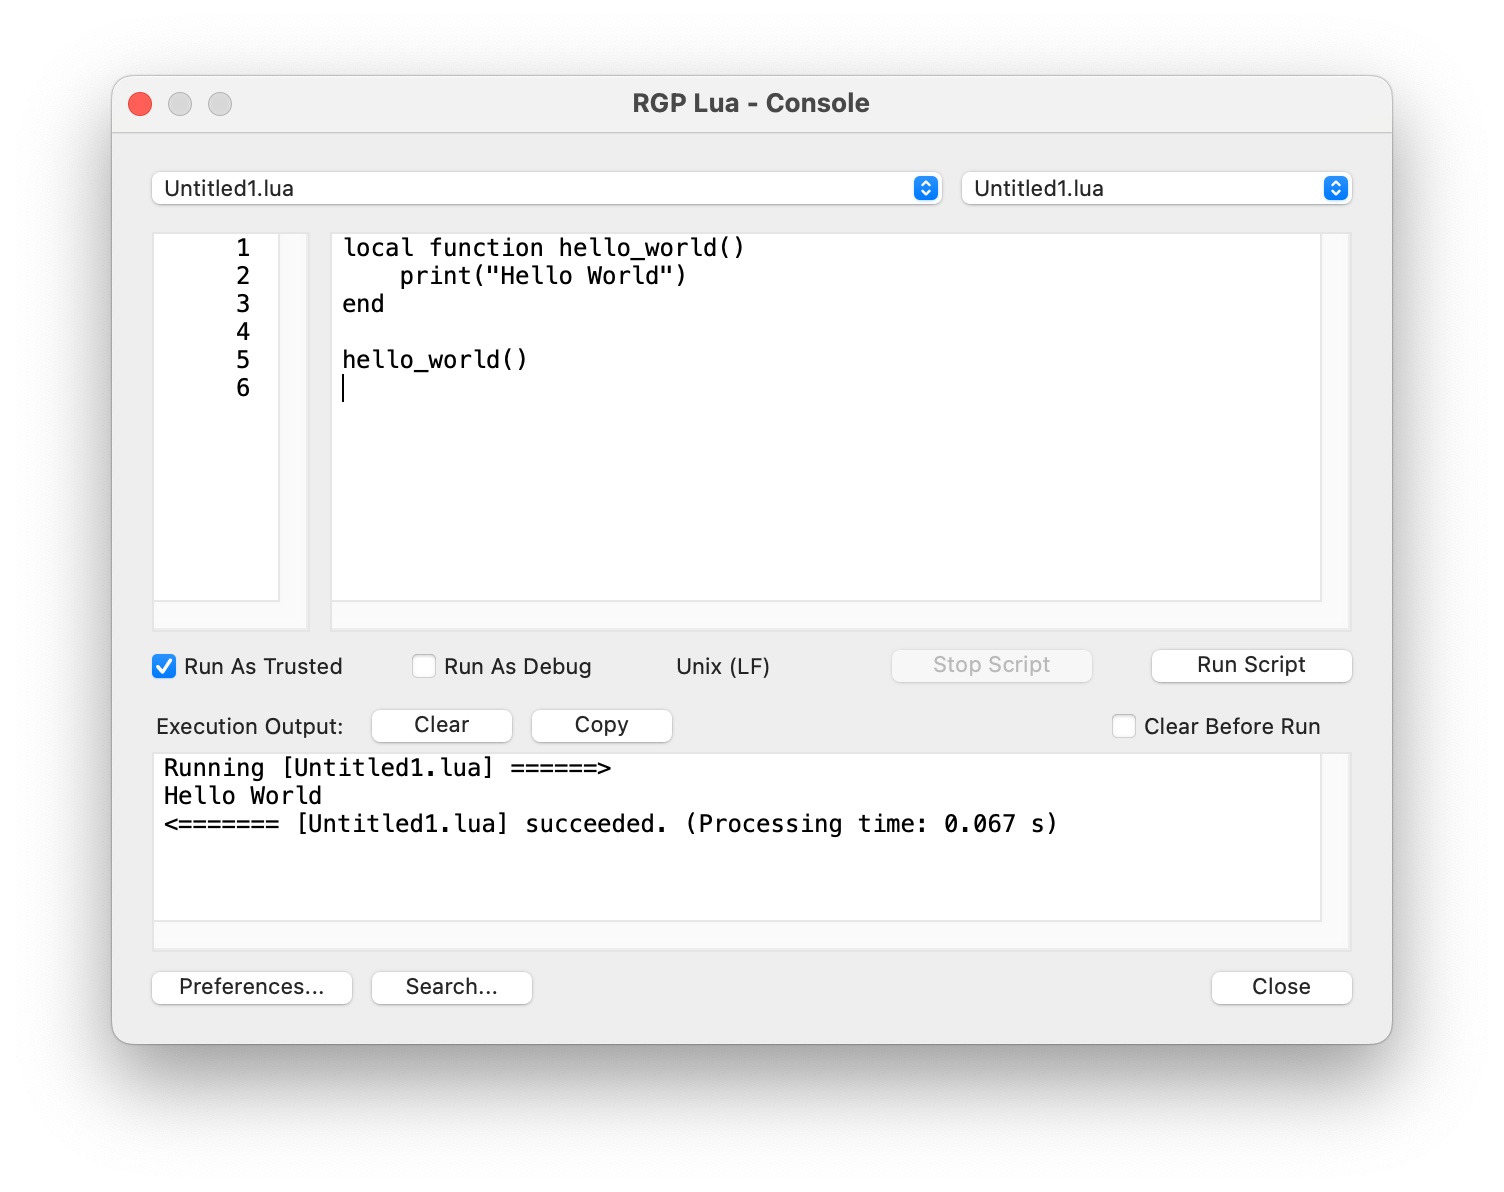 RGP Lua - Console
Untitled1.lua
Untitled1.lua
1 local function hello_world()
2     print("Hello World")
3 end
4
5 hello_world()
6
Run As Trusted
Run As Debug
Unix (LF)
Stop Script
Run Script
Execution Output:
Clear
Copy
Clear Before Run
Running [Untitled1.lua] ======>
Hello World
<======= [Untitled1.lua] succeeded. (Processing time: 0.067 s)
Preferences...
Search...
Close